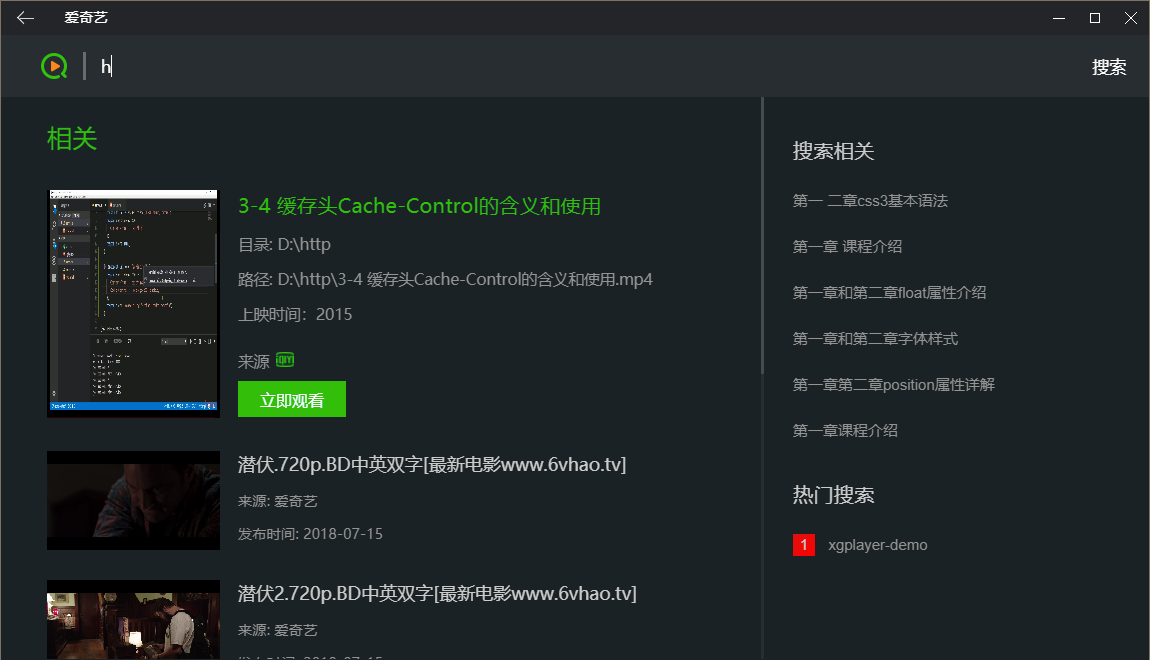 爱奇艺
h
搜索
相关
3-4 缓存头Cache-Control的含义和使用
目录: D:\http
路径: D:\http\3-4 缓存头Cache-Control的含义和使用.mp4
上映时间：2015
来源 QIY
立即观看
潜伏.720p.BD中英双字[最新电影www.6vhao.tv]
来源: 爱奇艺
发布时间: 2018-07-15
潜伏2.720p.BD中英双字[最新电影www.6vhao.tv]
来源: 爱奇艺
搜索相关
第一 二章css3基本语法
第一章 课程介绍
第一章和第二章float属性介绍
第一章和第二章字体样式
第一章第二章position属性详解
第一章课程介绍
热门搜索
1 xgplayer-demo